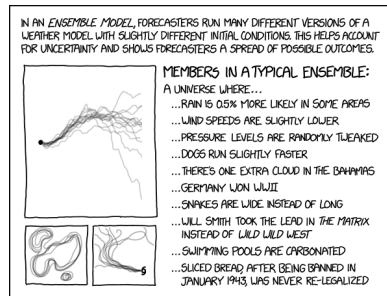 IN AN ENSEMBLE MODEL, FORECASTERS RUN MANY DIFFERENT VERSIONS OF A
WEATHER MODEL WITH SLIGHTLY DIFFERENT INITIAL CONDITIONS. THIS HELPS ACCOUNT
FOR UNCERTAINTY AND SHOWS FORECASTERS A SPREAD OF POSSIBLE OUTCOMES.
MEMBERS IN A TYPICAL ENSEMBLE:
A UNIVERSE WHERE...
...RAIN IS 0.5% MORE LIKELY IN SOME AREAS
...WIND SPEEDS ARE SLIGHTLY LOWER
...PRESSURE LEVELS ARE RANDOMLY TWEAKED
...DOGS RUN SLIGHTLY FASTER
...THERE'S ONE EXTRA CLOUD IN THE BAHAMAS
...GERMANY WON WWII
...SNAKES ARE WIDE INSTEAD OF LONG
...WILL SMITH TOOK THE LEAD IN THE MATRIX
INSTEAD OF WILD WILD WEST
...SWIMMING POOLS ARE CARBONATED
...SLICED BREAD, AFTER BEING BANNED IN
JANUARY 1943, WAS NEVER RE-LEGALIZED